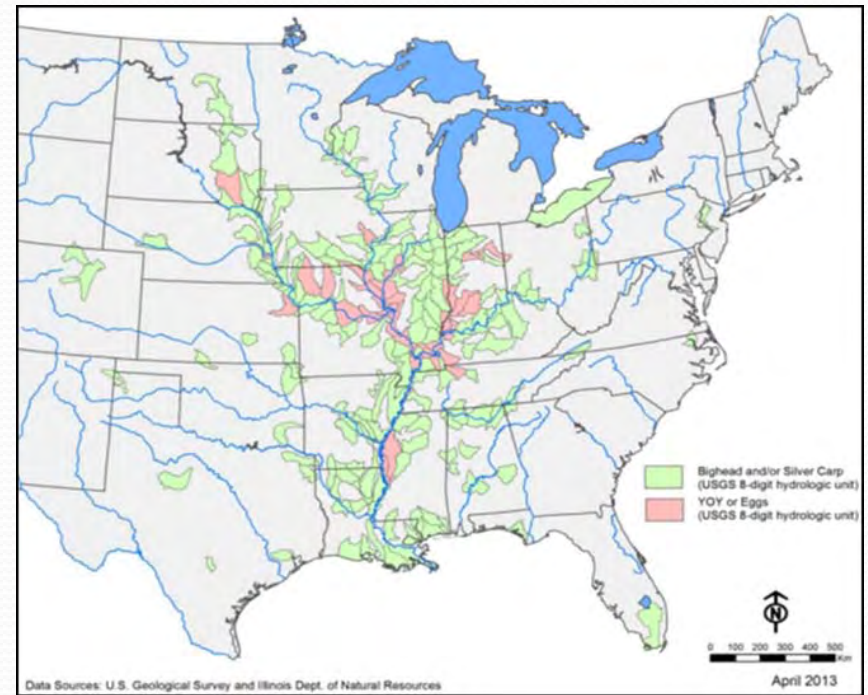 Bighead and/or Silver Carp
(USGS 8-digit hydrologic unit)
YOY or Eggs
(USGS 8-digit hydrologic unit)
N
0 100 200 300 400 500
Km
Data Sources: U.S. Geological Survey and Illinois Dept. of Natural Resources
April 2013